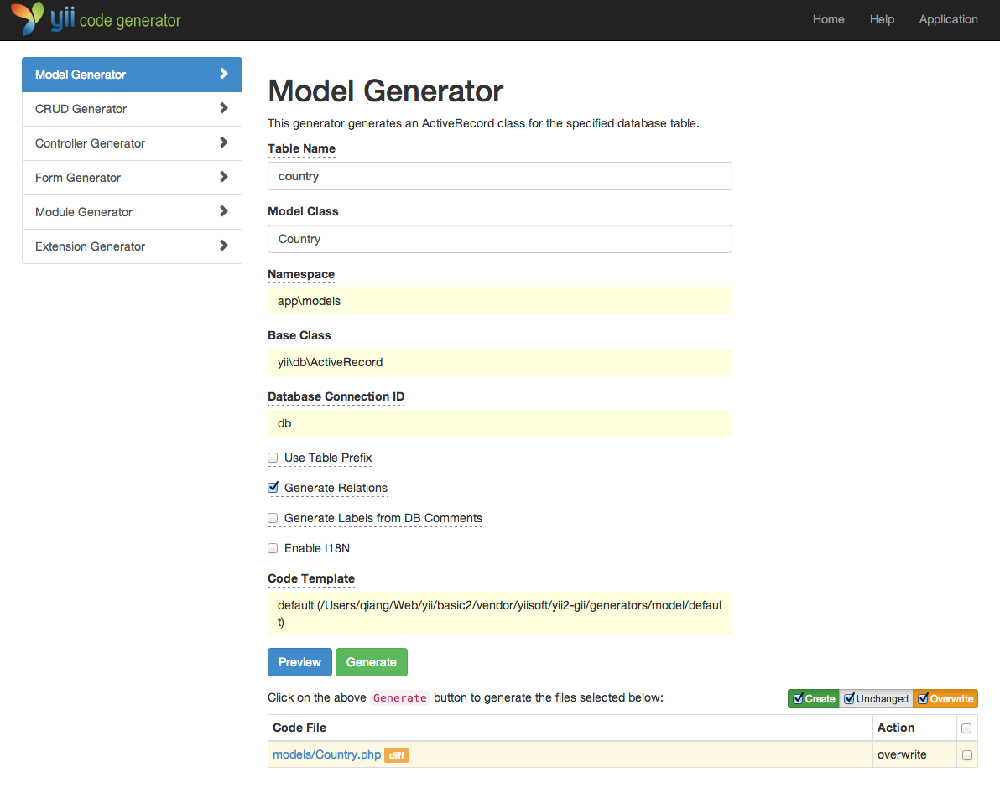 yii code generator
Home Help Application
Model Generator
CRUD Generator
Controller Generator
Form Generator
Module Generator
Extension Generator
Model Generator
This generator generates an ActiveRecord class for the specified database table.
Table Name
country
Model Class
Country
Namespace
app\models
Base Class
yii\db\ActiveRecord
Database Connection ID
db
Use Table Prefix
Generate Relations
Generate Labels from DB Comments
Enable I18N
Code Template
default (/Users/qiang/Web/yii/basic2/vendor/yiisoft/yii2-gii/generators/model/defaul
t)
Preview Generate
Click on the above Generate button to generate the files selected below:
Create Unchanged Overwrite
Code File Action
models/Country.php diff overwrite